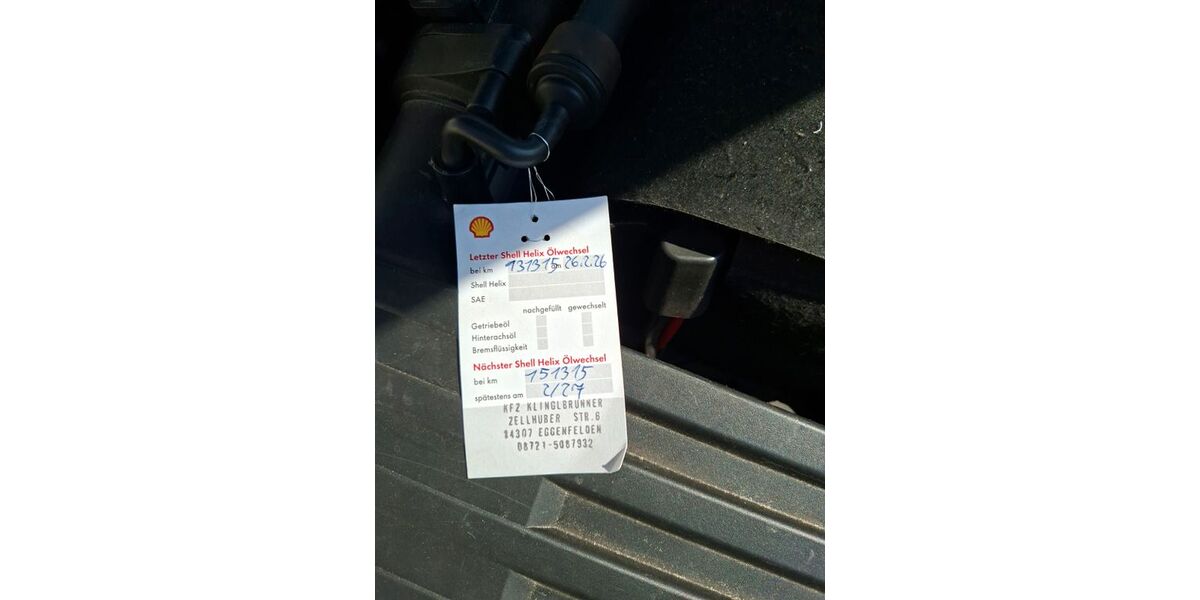 Letzter Shell Helix Ölwechsel
bei km 131315 am 26.2.26
Shell Helix
SAE
nachgefüllt gewechselt
Getriebeöl
Hinterachsöl
Bremsflüssigkeit
Nächster Shell Helix Ölwechsel
bei km 151315
spätestens am 2/27
KFZ KLINGLBRUNNER
ZELLHUBER STR.6
84307 EGGENFELDEN
08721-5087932